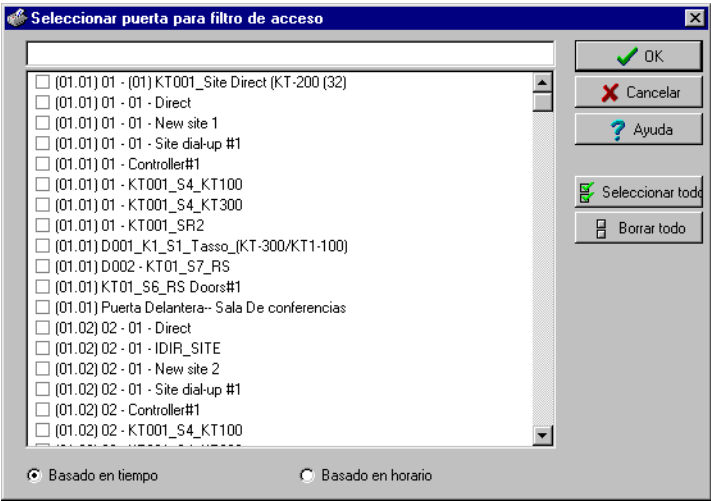 Seleccionar puerta para filtro de acceso
OK
(01.01) 01 - (01) KT001_Site Direct (KT-200 (32)
Cancelar
(01.01) 01 - 01 - Direct
(01.01) 01 - 01 - New site 1
Ayuda
(01.01) 01 - 01 - Site dial-up #1
(01.01) 01 - Controller#1
(01.01) 01 - KT001_S4_KT100
Seleccionar todo
(01.01) 01 - KT001_S4_KT300
(01.01) 01 - KT001_SR2
Borrar todo
(01.01) D001_K1_S1_Tasso_(KT-300/KT1-100)
(01.01) D002 - KT01_S7_RS
(01.01) KT01_S6_RS Doors#1
(01.01) Puerta Delantera-- Sala De conferencias
(01.02) 02 - 01 - Direct
(01.02) 02 - 01 - IDIR_SITE
(01.02) 02 - 01 - New site 2
(01.02) 02 - 01 - Site dial-up #1
(01.02) 02 - Controller#1
(01.02) 02 - KT001_S4_KT100
Basado en tiempo
Basado en horario